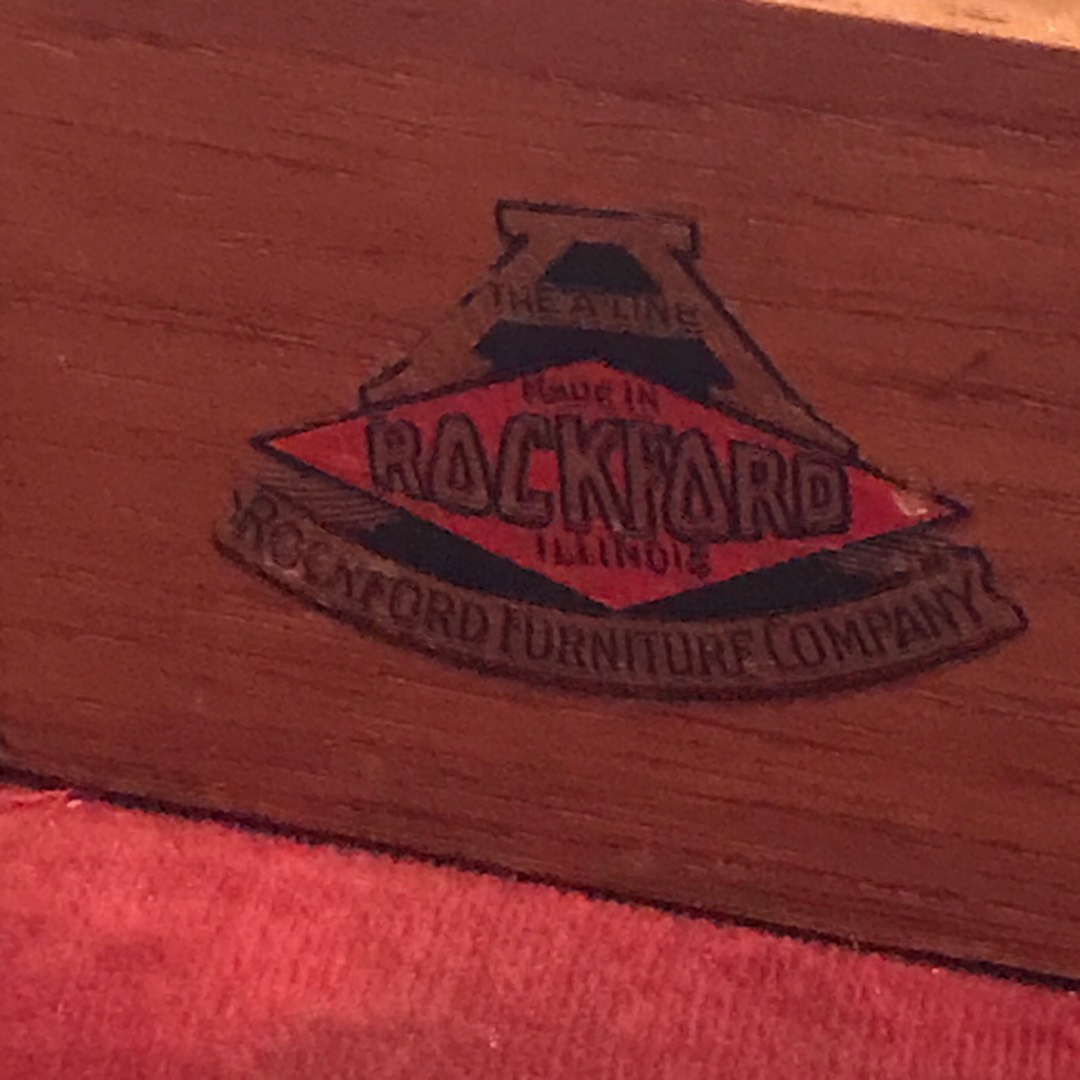 THE A LINE
MADE IN
ROCKFORD
ILLINOIS
ROCKFORD FURNITURE COMPANY